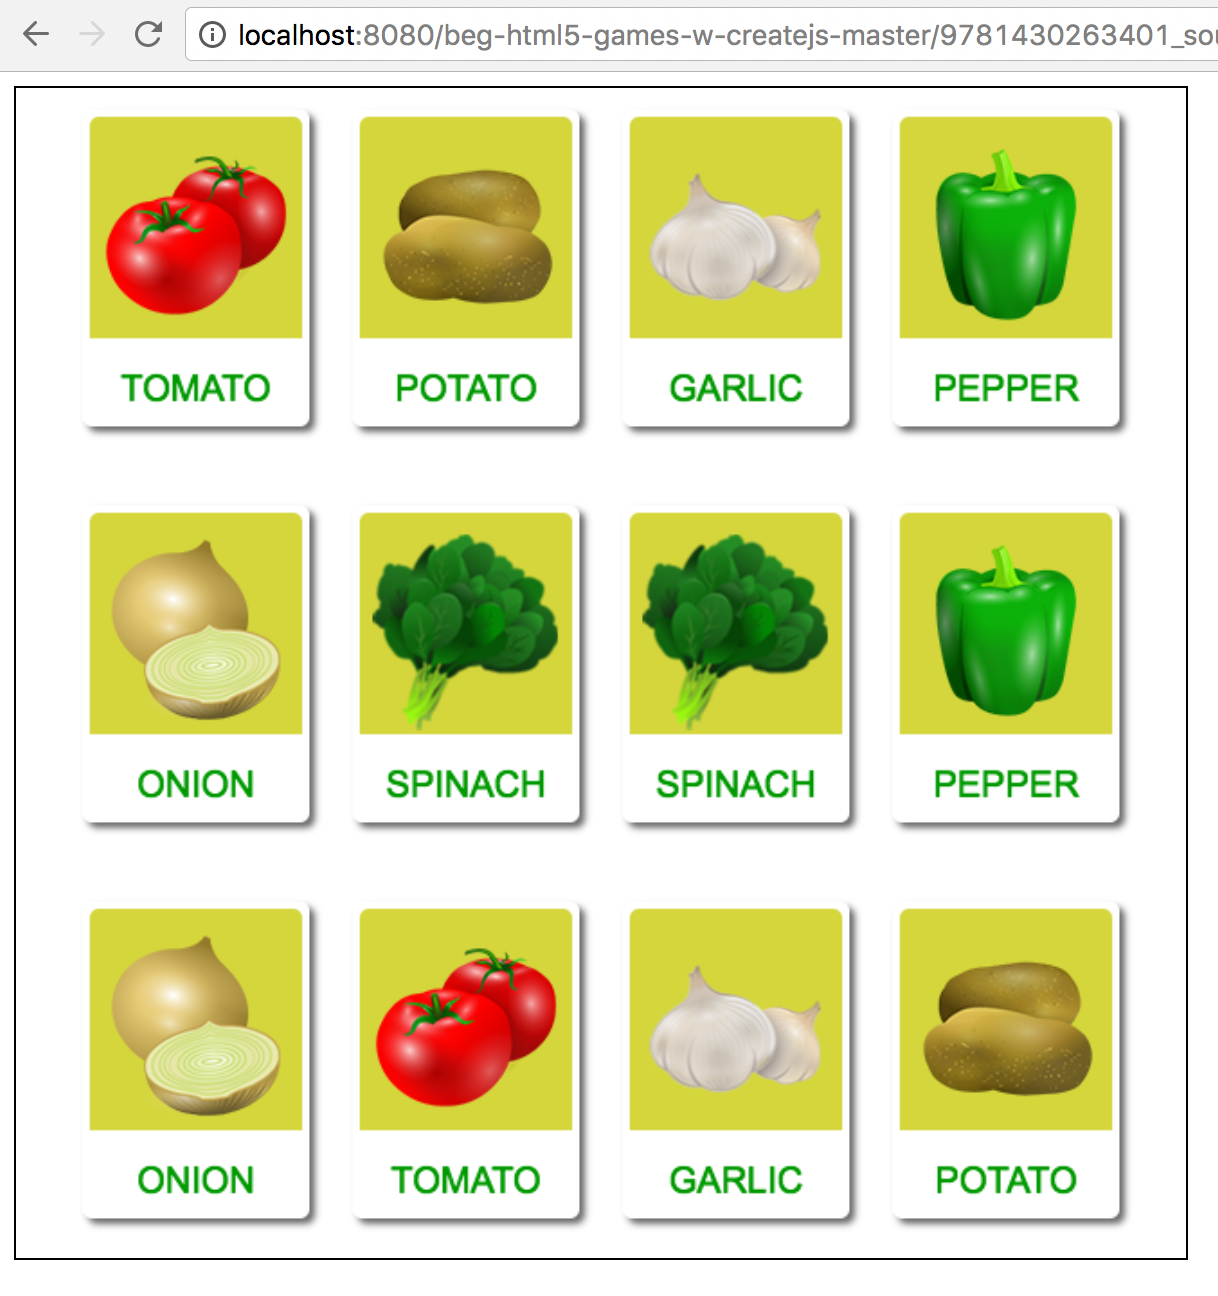 localhost:8080/beg-html5-games-w-createjs-master/9781430263401_sou
TOMATO POTATO GARLIC PEPPER
ONION SPINACH SPINACH PEPPER
ONION TOMATO GARLIC POTATO